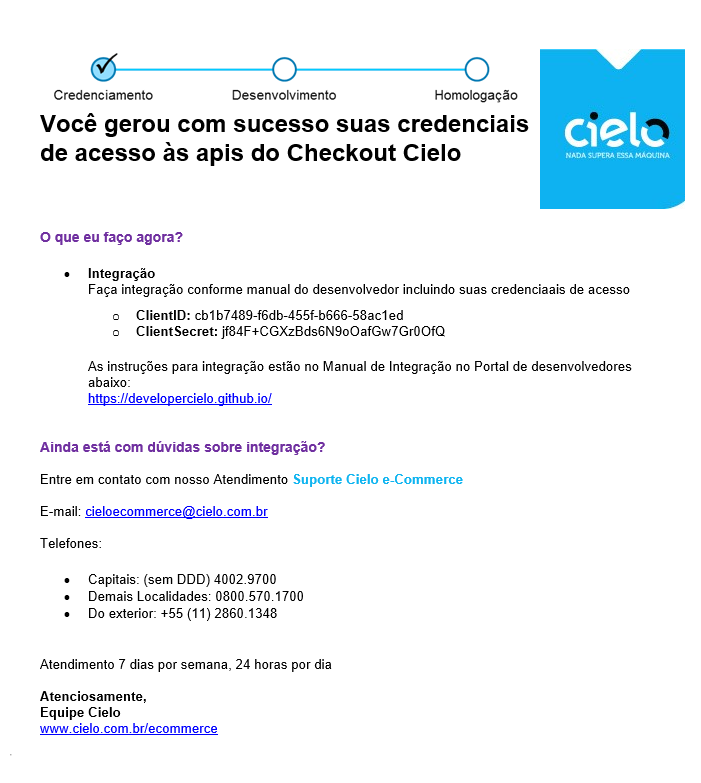 Credenciamento Desenvolvimento Homologação
Você gerou com sucesso suas credenciais
de acesso às apis do Checkout Cielo
cielo
NADA SUPERA ESSA MÁQUINA
O que eu faço agora?
• Integração
Faça integração conforme manual do desenvolvedor incluindo suas credenciaais de acesso
o ClientID: cb1b7489-f6db-455f-b666-58ac1ed
o ClientSecret: jf84F+CGXzBds6N9oOafGw7Gr0OfQ
As instruções para integração estão no Manual de Integração no Portal de desenvolvedores
abaixo:
https://developercielo.github.io/
Ainda está com dúvidas sobre integração?
Entre em contato com nosso Atendimento Suporte Cielo e-Commerce
E-mail: cieloecommerce@cielo.com.br
Telefones:
• Capitais: (sem DDD) 4002.9700
• Demais Localidades: 0800.570.1700
• Do exterior: +55 (11) 2860.1348
Atendimento 7 dias por semana, 24 horas por dia
Atenciosamente,
Equipe Cielo
www.cielo.com.br/ecommerce